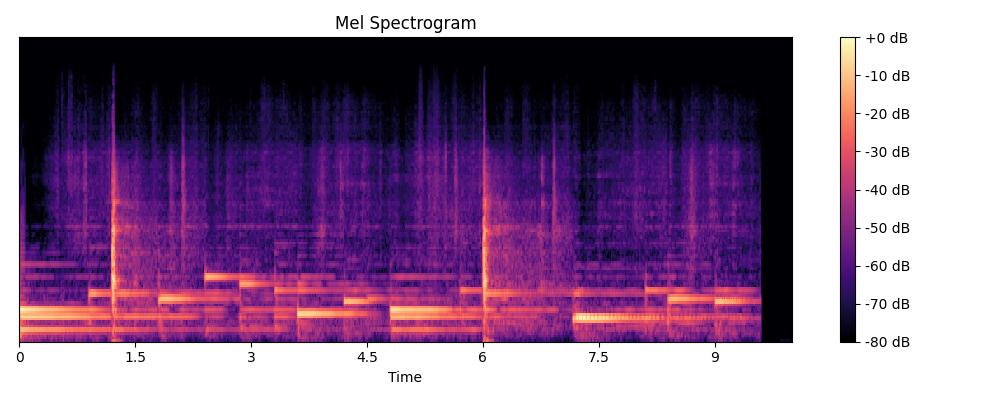 Mel Spectrogram
+0 dB
-10 dB
-20 dB
-30 dB
-40 dB
-50 dB
-60 dB
-70 dB
-80 dB
0 1.5 3 4.5 6 7.5 9
Time